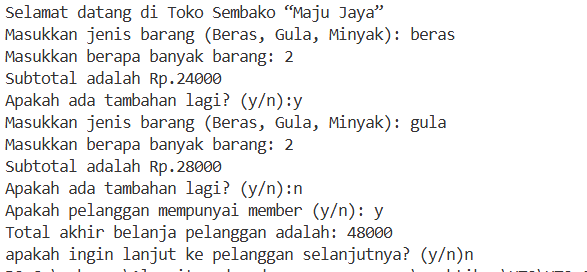 Selamat datang di Toko Sembako “Maju Jaya”
Masukkan jenis barang (Beras, Gula, Minyak): beras
Masukkan berapa banyak barang: 2
Subtotal adalah Rp.24000
Apakah ada tambahan lagi? (y/n):y
Masukkan jenis barang (Beras, Gula, Minyak): gula
Masukkan berapa banyak barang: 2
Subtotal adalah Rp.28000
Apakah ada tambahan lagi? (y/n):n
Apakah pelanggan mempunyai member (y/n): y
Total akhir belanja pelanggan adalah: 48000
apakah ingin lanjut ke pelanggan selanjutnya? (y/n)n